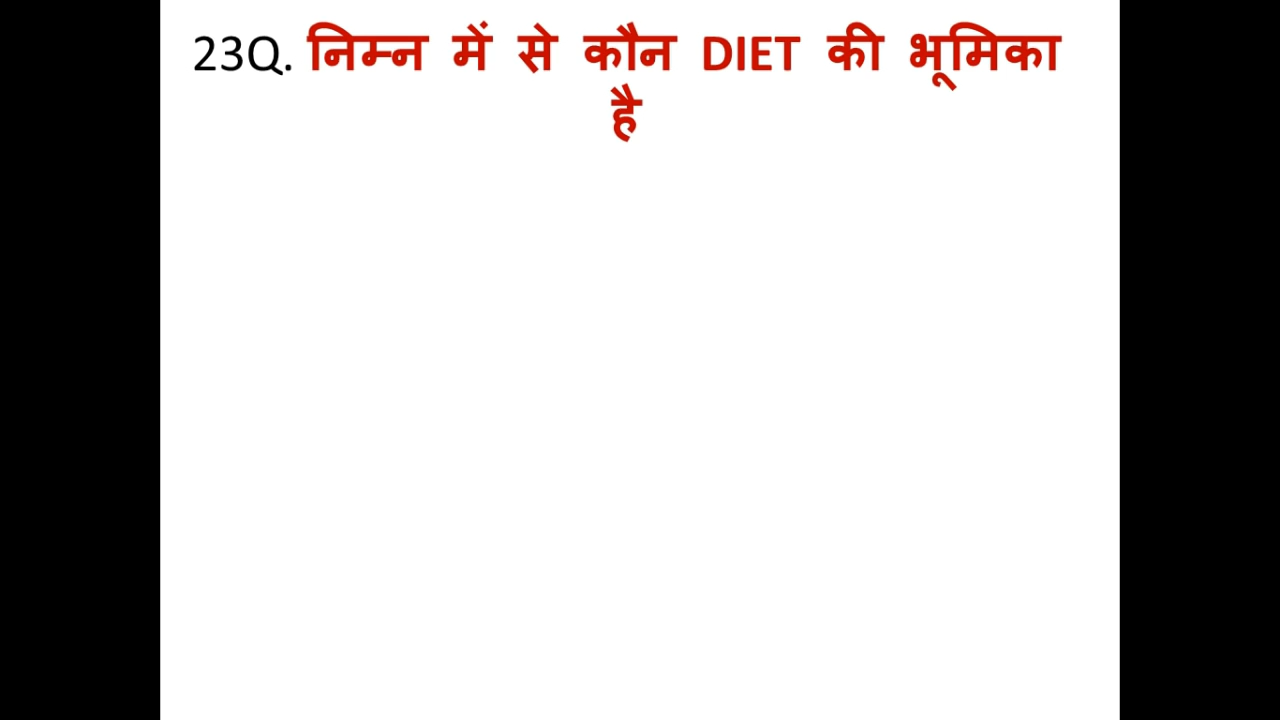 23Q. निम्न में से कौन DIET की भूमिका
है